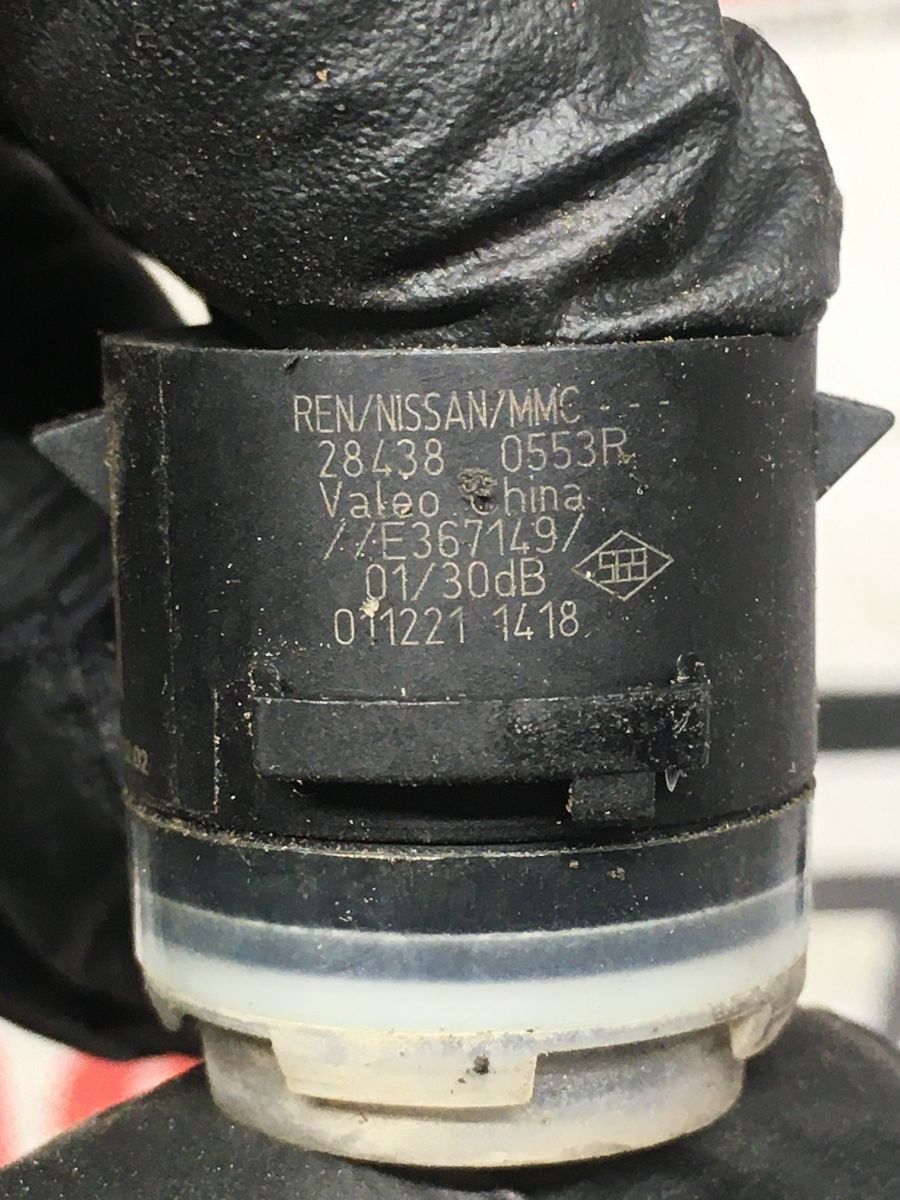 REN/NISSAN/MMC - - -
28438 0553R
Valeo China
//E367149/
01/30dB
011221 1418